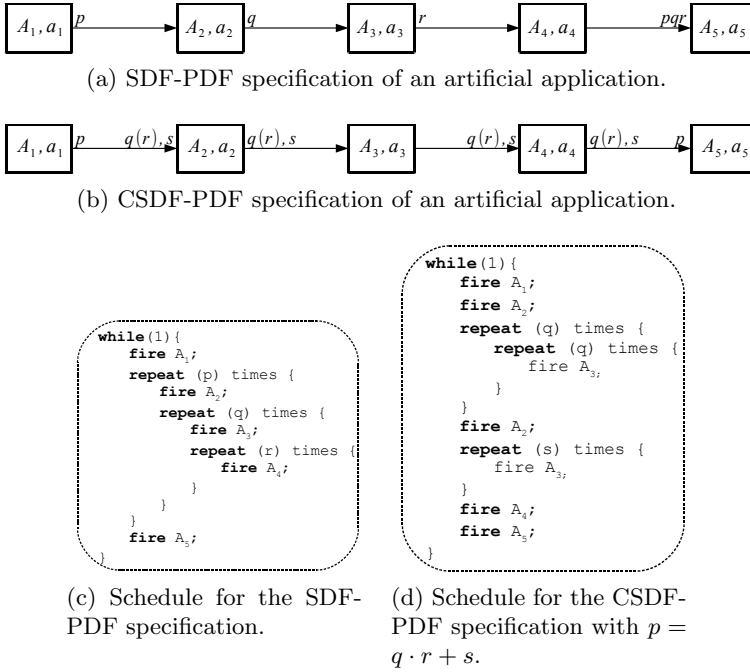 A1, a1 p A2, a2 q A3, a3 r A4, a4 pqr A5, a5
(a) SDF-PDF specification of an artificial application.
A1, a1 p q(r), s A2, a2 q(r), s A3, a3 q(r), s A4, a4 q(r), s p A5, a5
(b) CSDF-PDF specification of an artificial application.
while(1){
fire A1;
repeat (p) times {
fire A2;
repeat (q) times {
fire A3;
repeat (r) times {
fire A4;
}
}
}
fire A5;
}
(c) Schedule for the SDF-
PDF specification.
while(1){
fire A1;
fire A2;
repeat (q) times {
repeat (q) times {
fire A3;
}
}
fire A2;
repeat (s) times {
fire A3;
}
fire A4;
fire A5;
}
(d) Schedule for the CSDF-
PDF specification with p =
q · r + s.